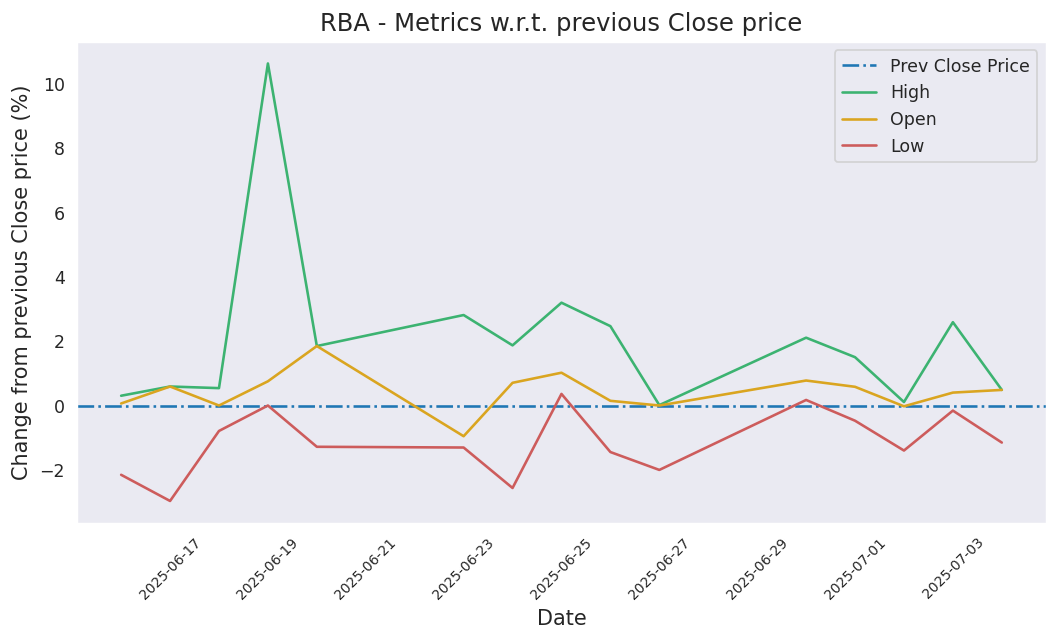 RBA - Metrics w.r.t. previous Close price
Change from previous Close price (%)
10
8
6
4
2
0
−2
Prev Close Price
High
Open
Low
2025-06-17
2025-06-19
2025-06-21
2025-06-23
2025-06-25
2025-06-27
2025-06-29
2025-07-01
2025-07-03
Date